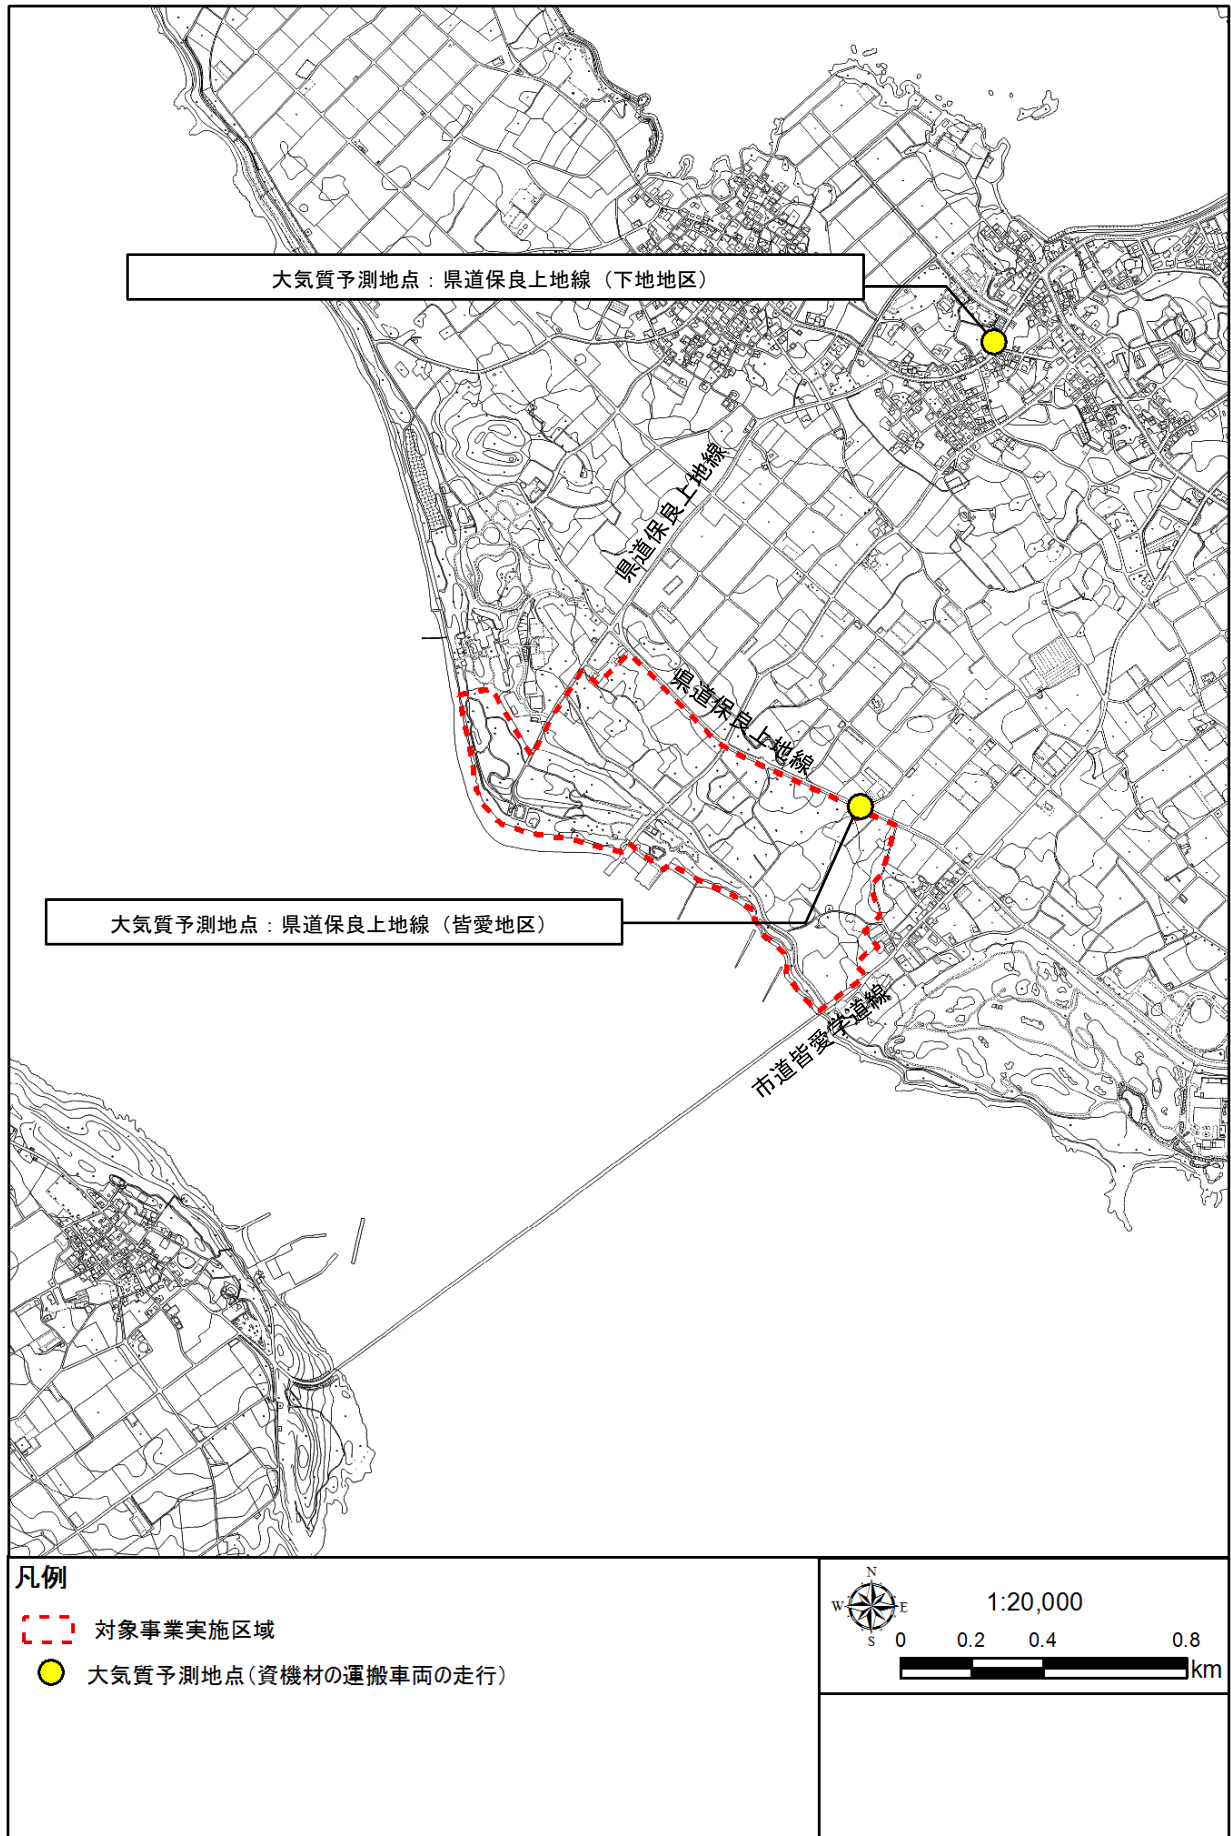 大気質予測地点：県道保良上地線（下地地区）
県道保良上地線
県道保良上地線
大気質予測地点：県道保良上地線（皆愛地区）
市道皆愛学道線
凡例
対象事業実施区域
大気質予測地点(資機材の運搬車両の走行)
N
W
E
S
1:20,000
0 0.2 0.4 0.8
km